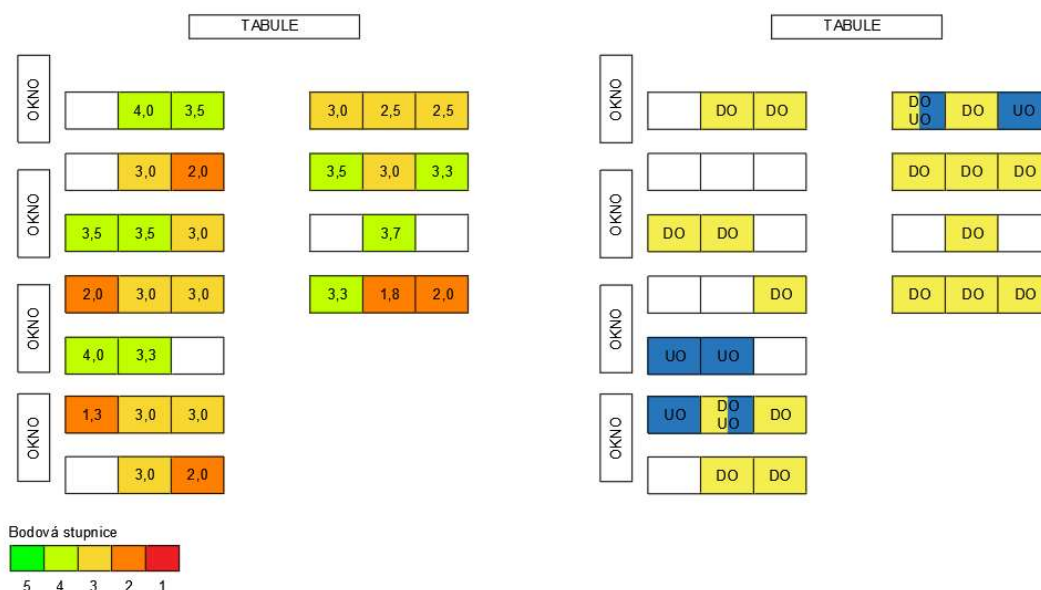 TABULE
OKNO
OKNO
OKNO
OKNO
4,0 3,5 3,0 2,5 2,5
3,0 2,0 3,5 3,0 3,3
3,5 3,5 3,0 3,7
2,0 3,0 3,0 3,3 1,8 2,0
4,0 3,3
1,3 3,0 3,0
3,0 2,0
Bodová stupnice
5 4 3 2 1
TABULE
OKNO
OKNO
OKNO
OKNO
DO DO DO UO DO UO
DO DO DO
DO DO DO
DO DO DO DO
UO UO
UO DO UO DO
DO DO